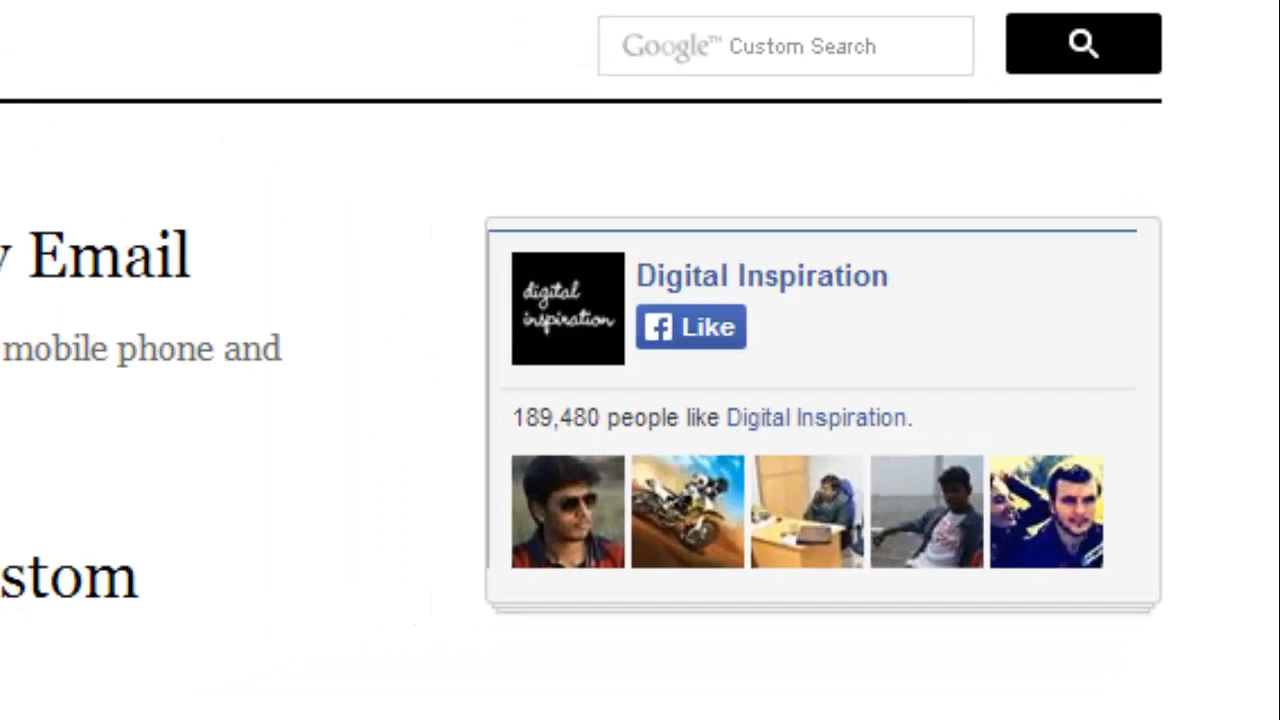 Google™ Custom Search
y Email
mobile phone and
stom
digital
inspiration
Digital Inspiration
Like
189,480 people like Digital Inspiration.